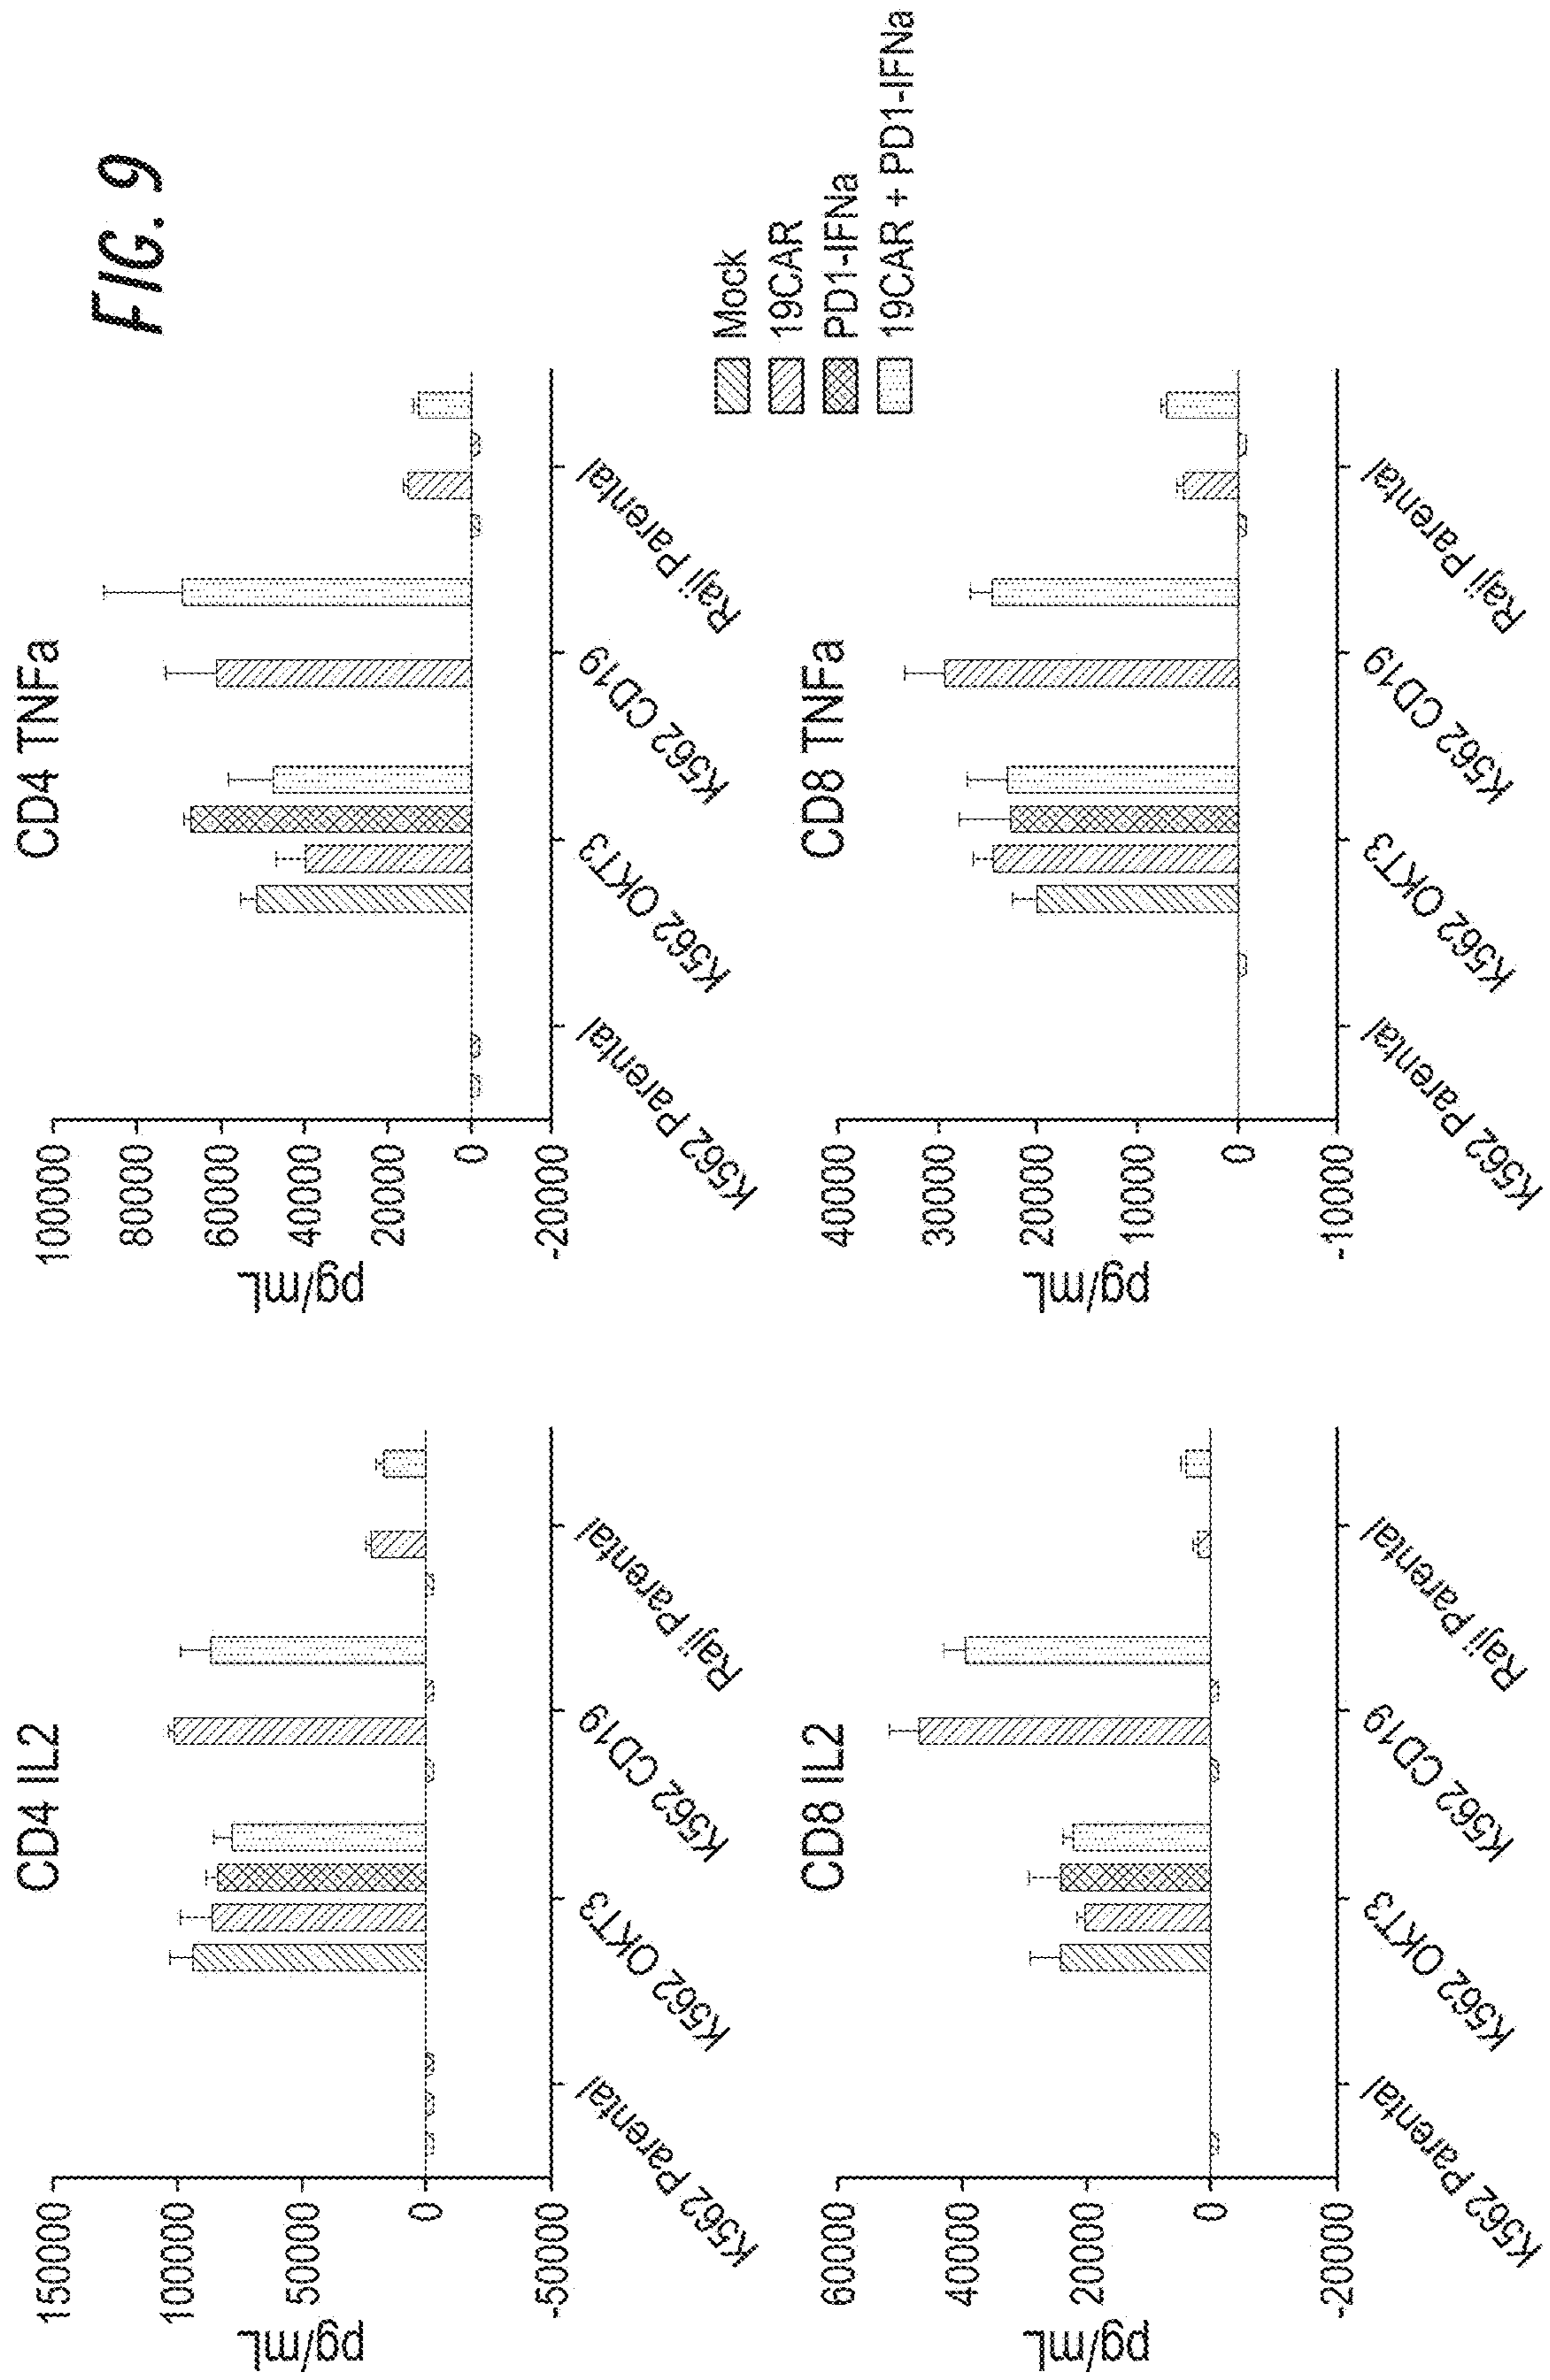 FIG. 9
CD4 IL2
pg/mL
150000
100000
50000
0
-50000
K562 Parental
K562 OKT3
K562 CD19
Raji Parental
CD4 TNFa
pg/mL
100000
80000
60000
40000
20000
0
-20000
K562 Parental
K562 OKT3
K562 CD19
Raji Parental
Mock
19CAR
PD1-IFNa
19CAR + PD1-IFNa
CD8 IL2
pg/mL
60000
40000
20000
0
-20000
K562 Parental
K562 OKT3
K562 CD19
Raji Parental
CD8 TNFa
pg/mL
40000
30000
20000
10000
0
-10000
K562 Parental
K562 OKT3
K562 CD19
Raji Parental